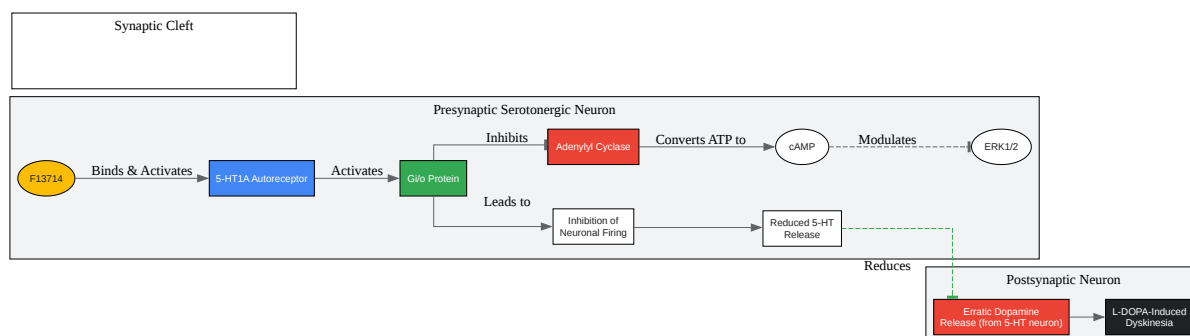 Synaptic Cleft
Presynaptic Serotonergic Neuron
F13714
Binds & Activates
5-HT1A Autoreceptor
Activates
Gi/o Protein
Inhibits
Adenylyl Cyclase
Converts ATP to
cAMP
Modulates
ERK1/2
Leads to
Inhibition of
Neuronal Firing
Reduced 5-HT
Release
Reduces
Postsynaptic Neuron
Erratic Dopamine
Release (from 5-HT neuron)
L-DOPA-Induced
Dyskinesia